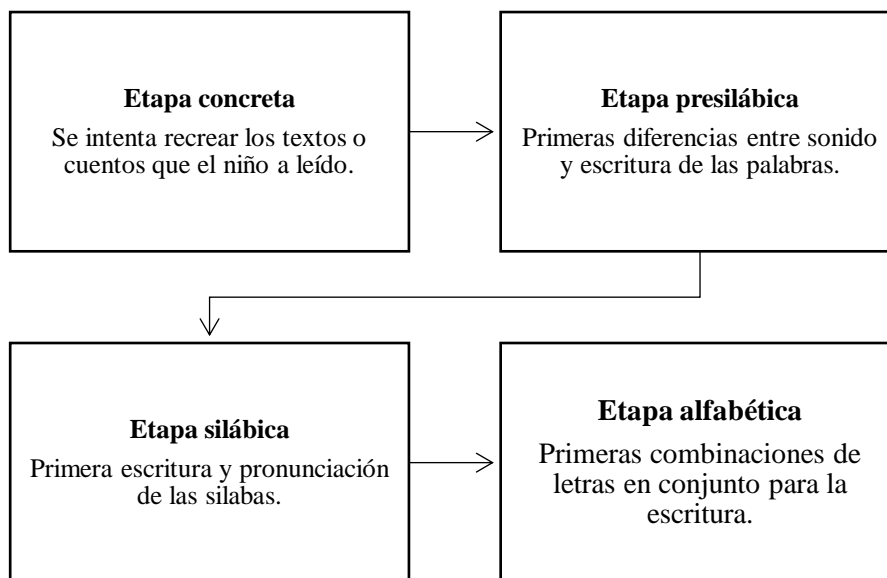 Etapa concreta
Se intenta recrear los textos o
cuentos que el niño a leído.
Etapa presilábica
Primeras diferencias entre sonido
y escritura de las palabras.
Etapa silábica
Primera escritura y pronunciación
de las silabas.
Etapa alfabética
Primeras combinaciones de
letras en conjunto para la
escritura.